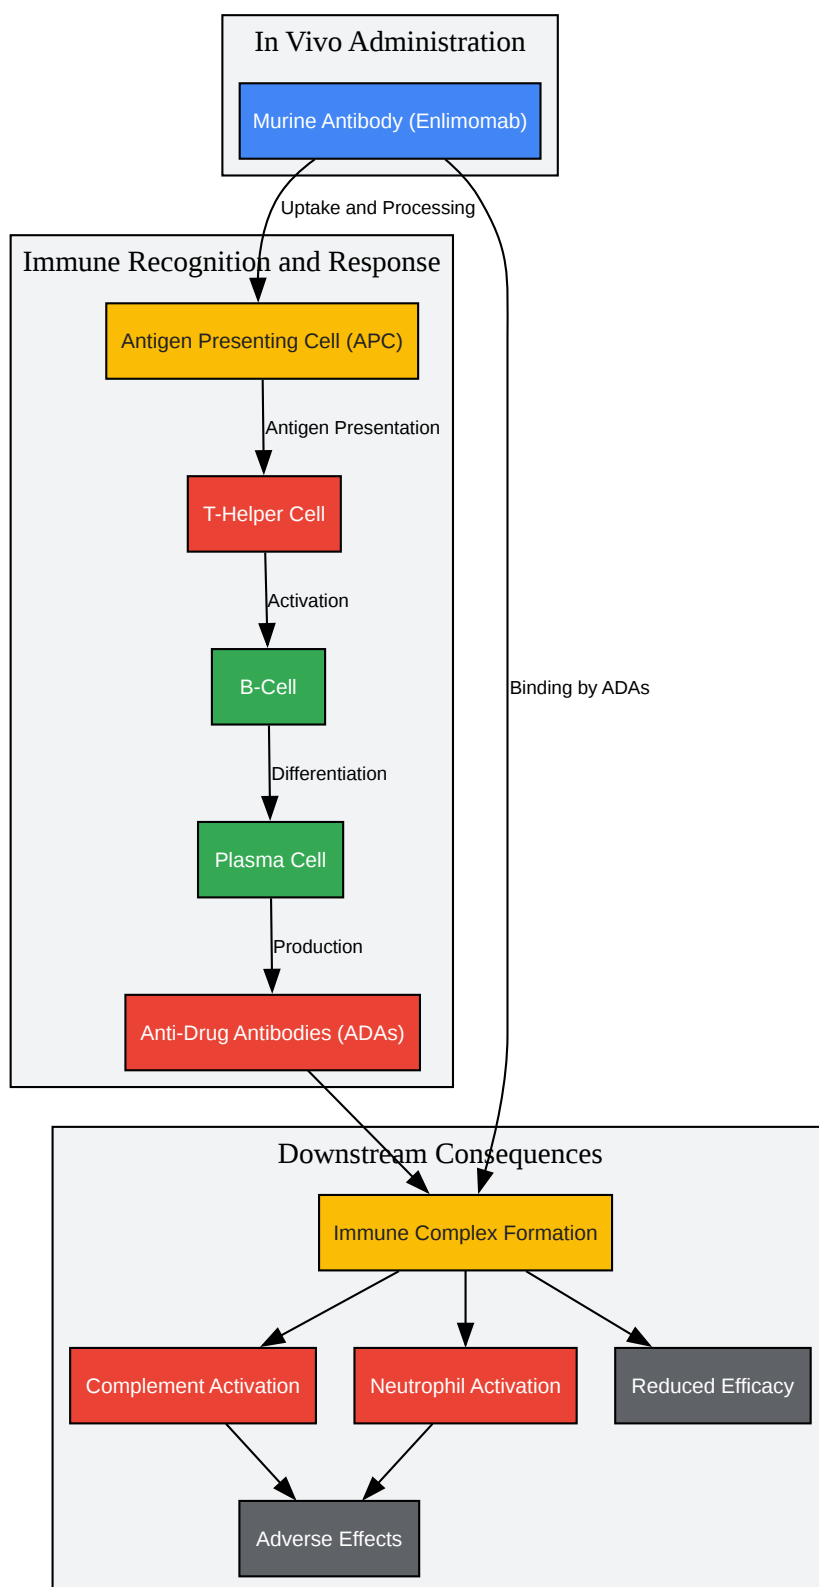 In Vivo Administration
Murine Antibody (Enlimomab)
Uptake and Processing
Immune Recognition and Response
Antigen Presenting Cell (APC)
Antigen Presentation
T-Helper Cell
Activation
B-Cell
Binding by ADAs
Differentiation
Plasma Cell
Production
Anti-Drug Antibodies (ADAs)
Downstream Consequences
Immune Complex Formation
Complement Activation
Neutrophil Activation
Reduced Efficacy
Adverse Effects